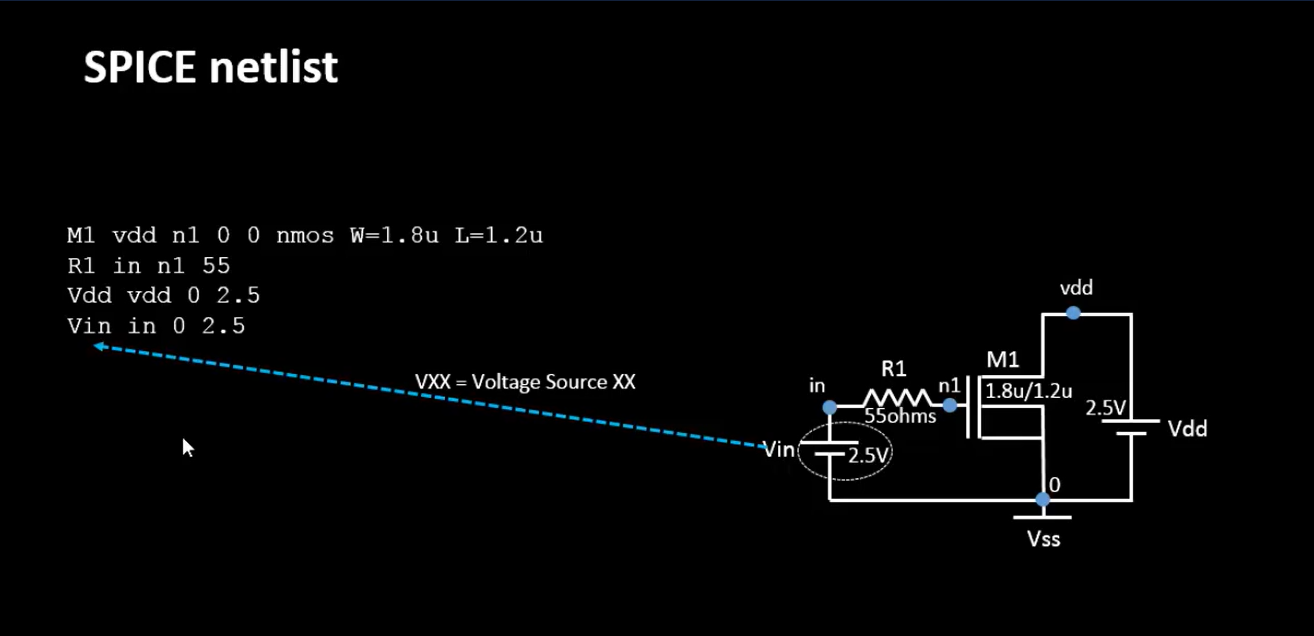 SPICE netlist
M1 vdd n1 0 0 nmos W=1.8u L=1.2u
R1 in n1 55
Vdd vdd 0 2.5
Vin in 0 2.5
VXX = Voltage Source XX
vdd
M1
R1
in
n1
1.8u/1.2u
55ohms
2.5V
Vdd
Vin
2.5V
0
Vss